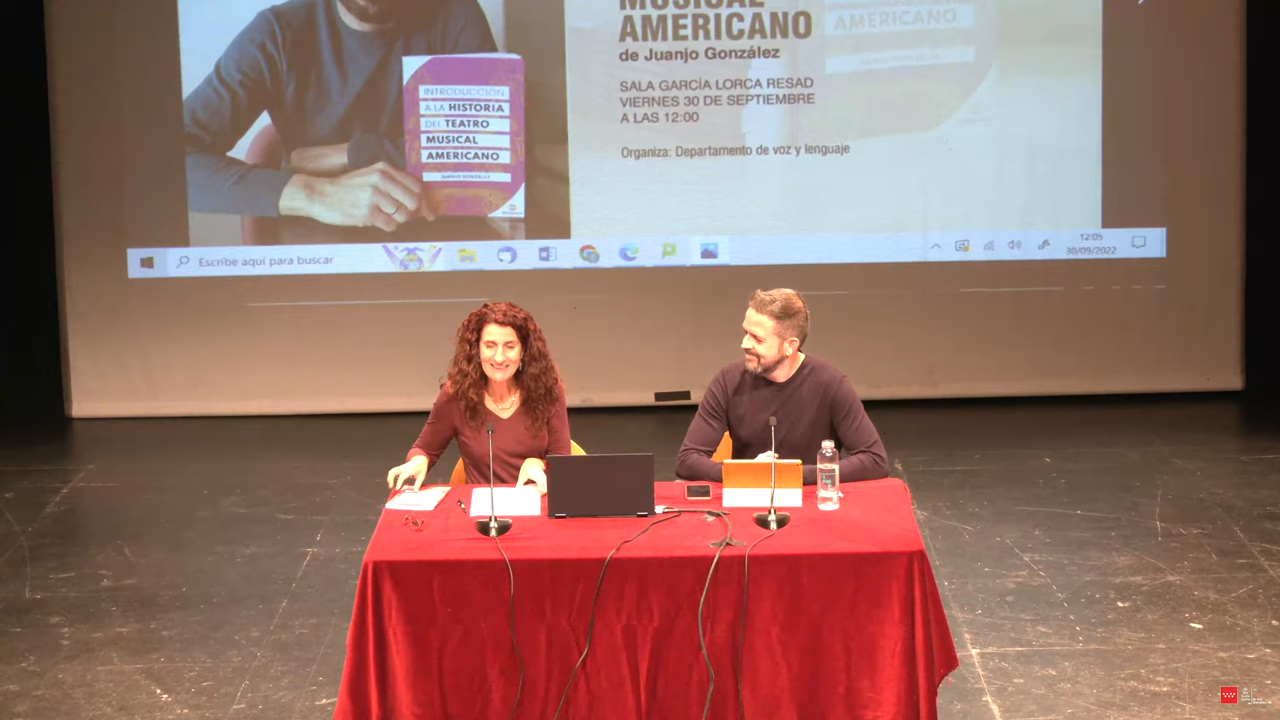 MUSICAL
AMERICANO
de Juanjo González
SALA GARCÍA LORCA RESAD
VIERNES 30 DE SEPTIEMBRE
A LAS 12:00
Organiza: Departamento de voz y lenguaje
INTRODUCCIÓN
A LA HISTORIA
DEL TEATRO
MUSICAL
AMERICANO
JUANJO GONZÁLEZ
AMERICANO
Escribe aquí para buscar
12:05
30/09/2022